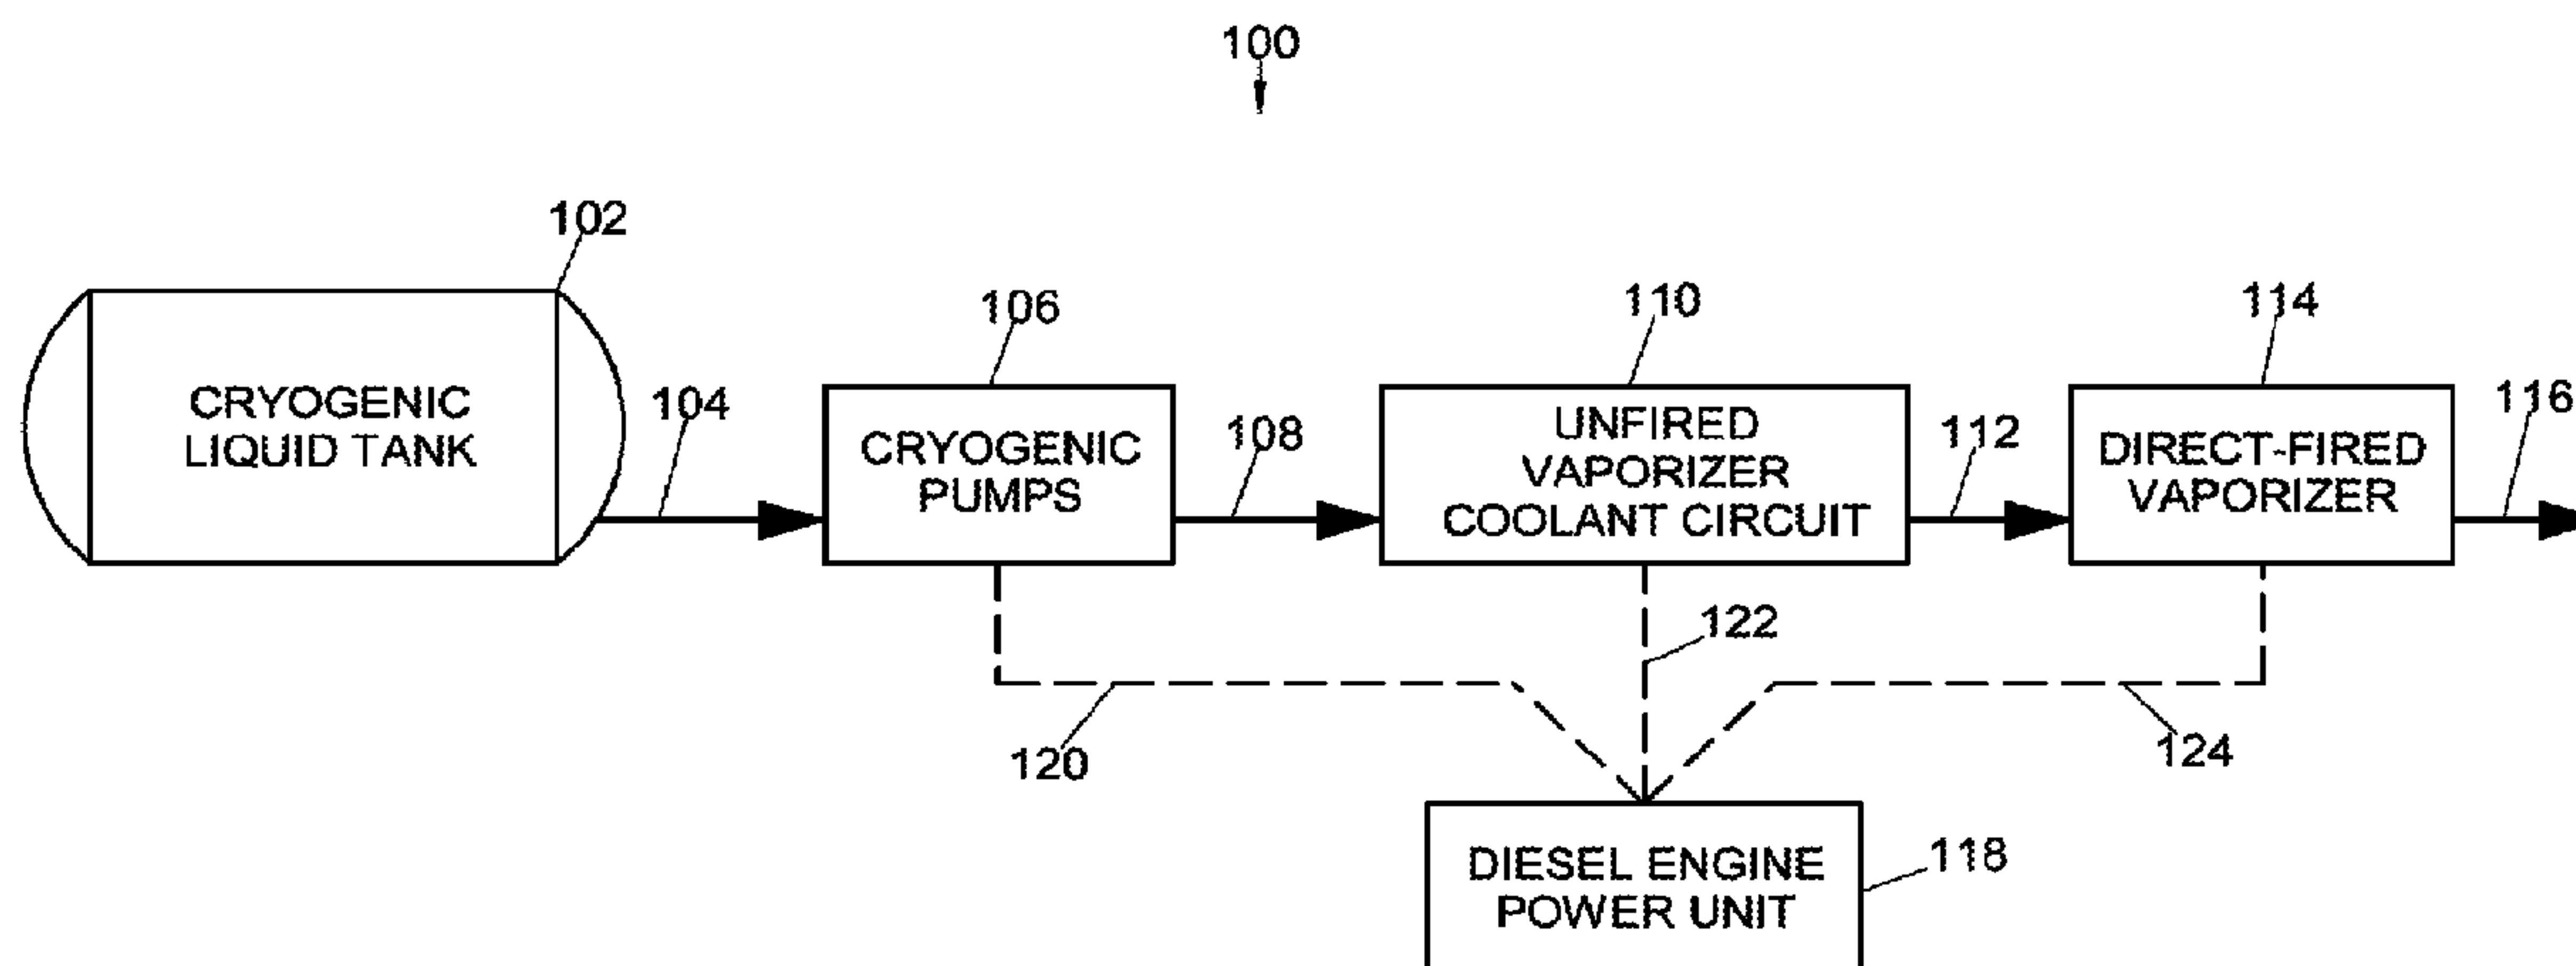 100
102
106
110
114
CRYOGENIC
LIQUID TANK
104
CRYOGENIC
PUMPS
108
UNFIRED
VAPORIZER
COOLANT CIRCUIT
112
DIRECT-FIRED
VAPORIZER
116
120
122
124
DIESEL ENGINE
POWER UNIT
118